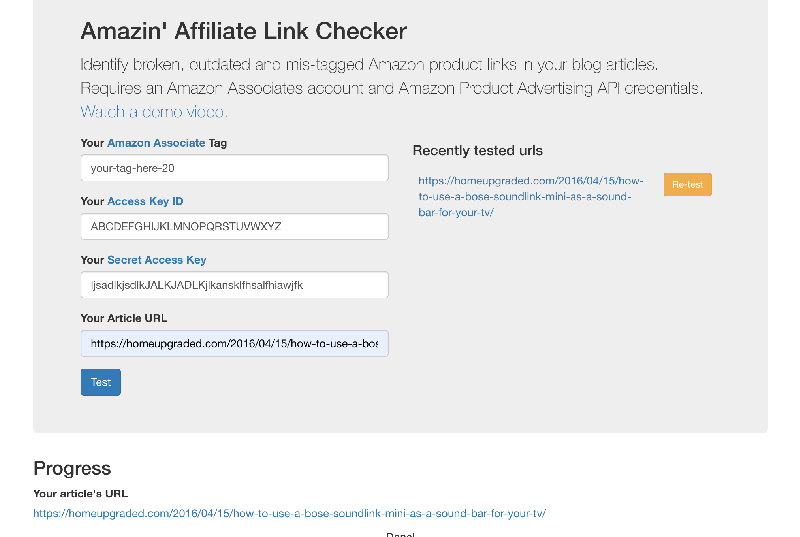 Amazin' Affiliate Link Checker
Identify broken, outdated and mis-tagged Amazon product links in your blog articles.
Requires an Amazon Associates account and Amazon Product Advertising API credentials.
Watch a demo video.
Your Amazon Associate Tag
your-tag-here-20
Your Access Key ID
ABCDEFGHIJKLMNOPQRSTUVWXYZ
Your Secret Access Key
ljsadlkjsdlkJALKJADLKjlkansklfhsalfhiawjfk
Your Article URL
https://homeupgraded.com/2016/04/15/how-to-use-a-bos
Test
Recently tested urls
https://homeupgraded.com/2016/04/15/how-
to-use-a-bose-soundlink-mini-as-a-sound-
bar-for-your-tv/
Re-test
Progress
Your article's URL
https://homeupgraded.com/2016/04/15/how-to-use-a-bose-soundlink-mini-as-a-sound-bar-for-your-tv/